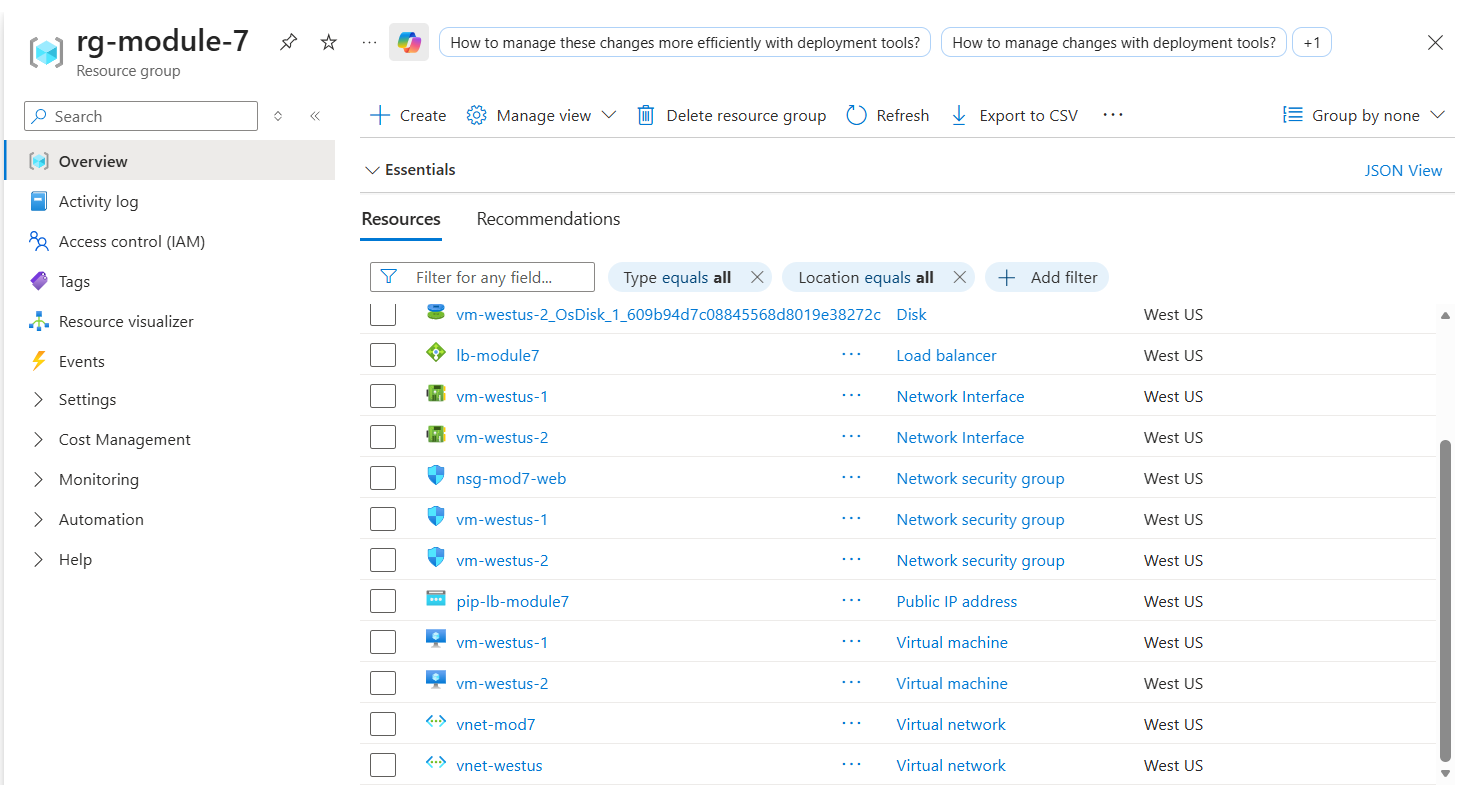 rg-module-7
Resource group
How to manage these changes more efficiently with deployment tools?
How to manage changes with deployment tools?
+1
Search
Overview
Activity log
Access control (IAM)
Tags
Resource visualizer
Events
Settings
Cost Management
Monitoring
Automation
Help
Create
Manage view
Delete resource group
Refresh
Export to CSV
Group by none
Essentials
JSON View
Resources
Recommendations
Filter for any field...
Type equals all
Location equals all
Add filter
vm-westus-2_OsDisk_1_609b94d7c08845568d8019e38272c Disk West US
lb-module7 Load balancer West US
vm-westus-1 Network Interface West US
vm-westus-2 Network Interface West US
nsg-mod7-web Network security group West US
vm-westus-1 Network security group West US
vm-westus-2 Network security group West US
pip-lb-module7 Public IP address West US
vm-westus-1 Virtual machine West US
vm-westus-2 Virtual machine West US
vnet-mod7 Virtual network West US
vnet-westus Virtual network West US